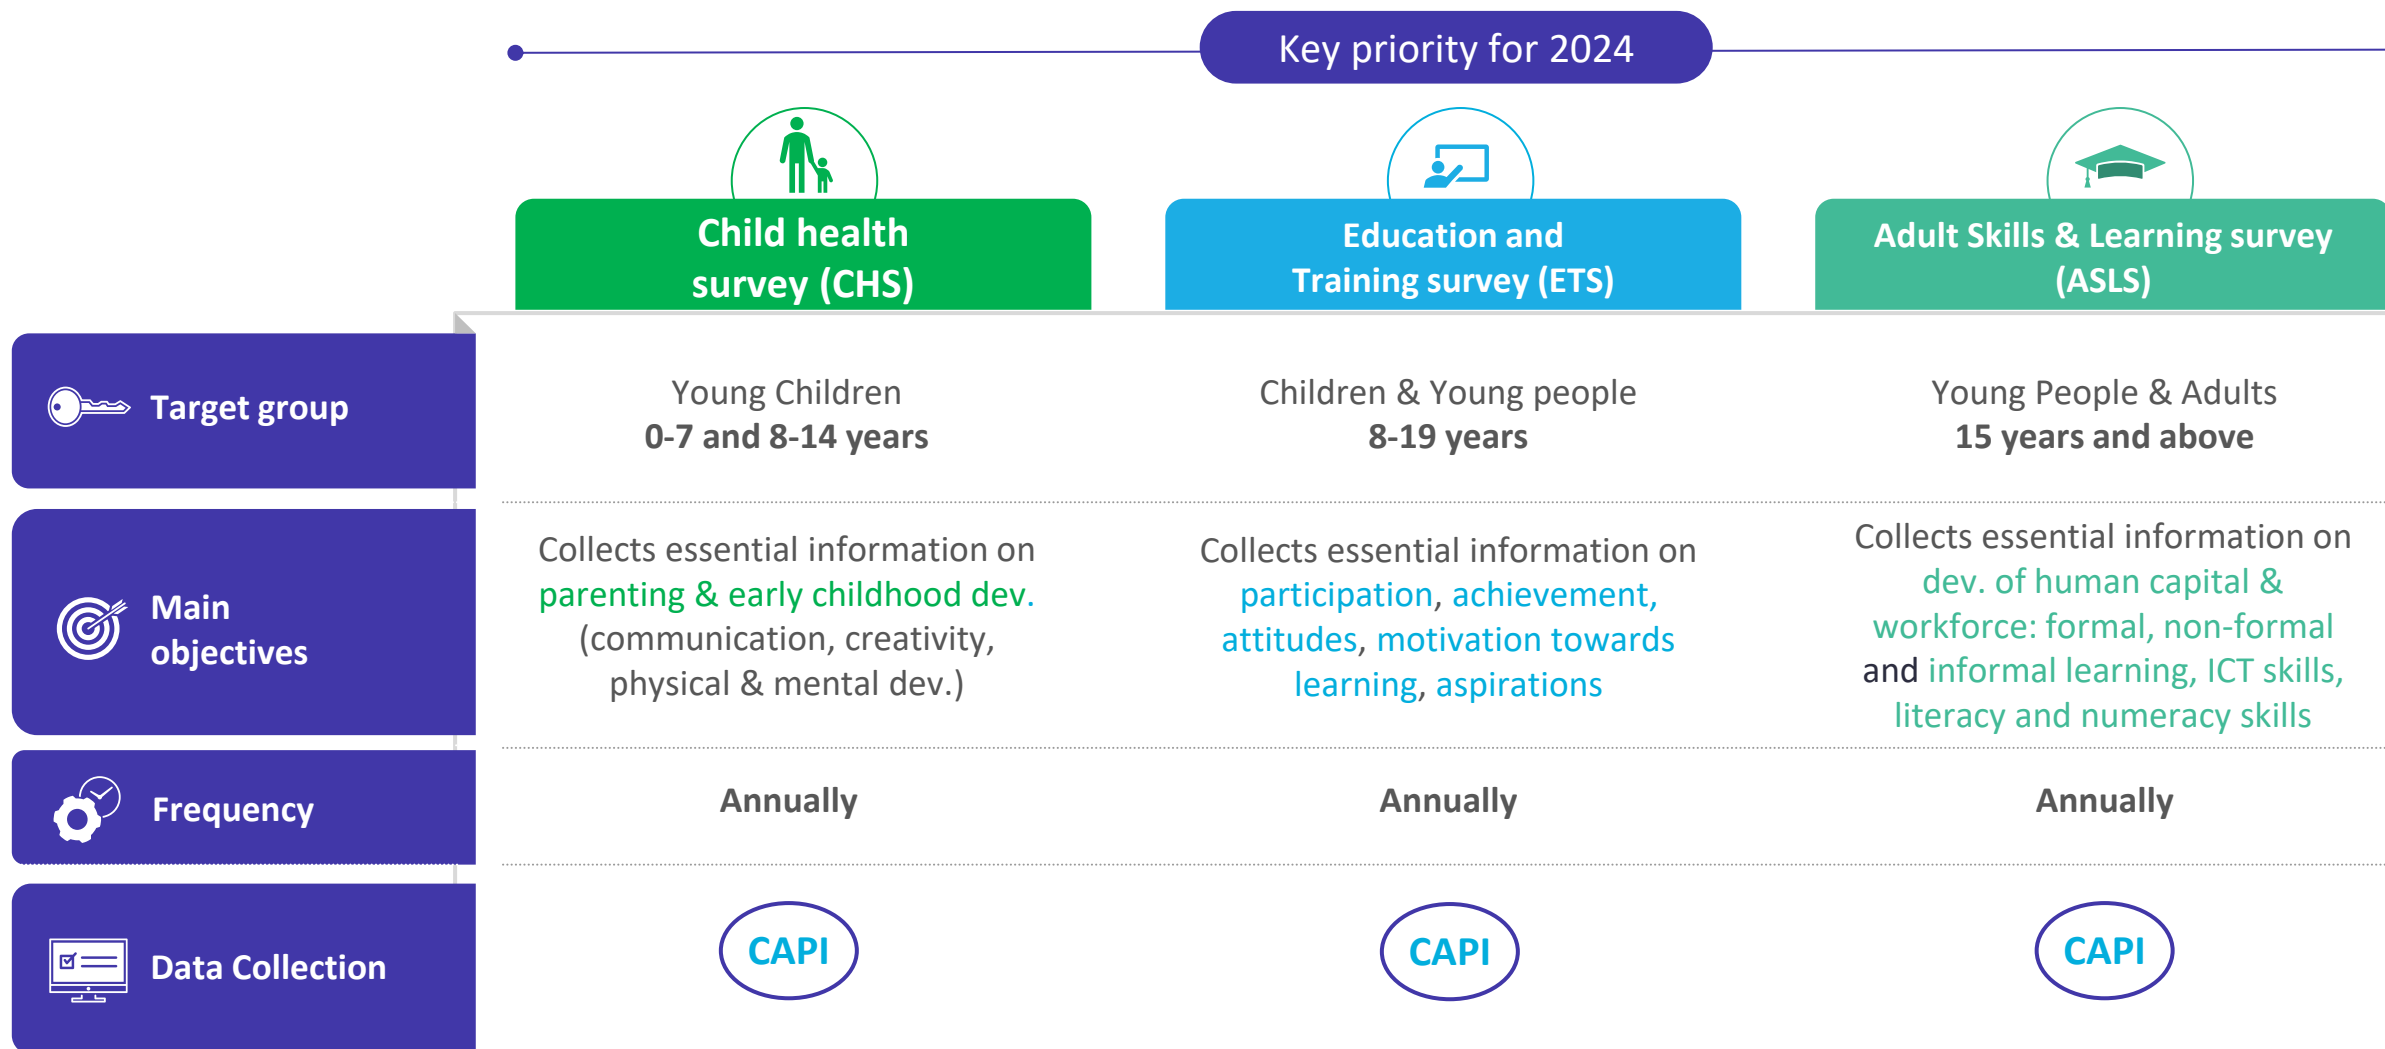 Key priority for 2024
Child health
survey (CHS)
Education and
Training survey (ETS)
Adult Skills & Learning survey
(ASLS)
Target group
Young Children
0-7 and 8-14 years
Children & Young people
8-19 years
Young People & Adults
15 years and above
Main
objectives
Collects essential information on
parenting & early childhood dev.
(communication, creativity,
physical & mental dev.)
Collects essential information on
participation, achievement,
attitudes, motivation towards
learning, aspirations
Collects essential information on
dev. of human capital &
workforce: formal, non-formal
and informal learning, ICT skills,
literacy and numeracy skills
Frequency
Annually
Annually
Annually
Data Collection
CAPI
CAPI
CAPI